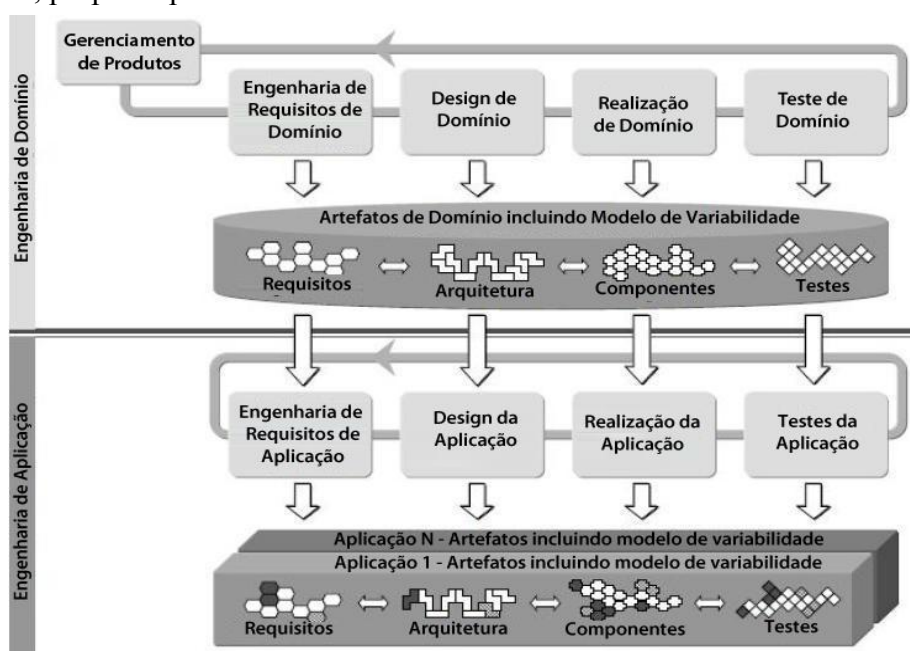 Gerenciamento
de Produtos
Engenharia de Domínio
Engenharia de
Requisitos de
Domínio
Design de
Domínio
Realização
de Domínio
Teste de
Domínio
Artefatos de Domínio incluindo Modelo de Variabilidade
Requisitos
Arquitetura
Componentes
Testes
Engenharia de Aplicação
Engenharia de
Requisitos de
Aplicação
Design da
Aplicação
Realização da
Aplicação
Testes da
Aplicação
Aplicação N - Artefatos incluindo modelo de variabilidade
Aplicação 1 - Artefatos incluindo modelo de variabilidade
Requisitos
Arquitetura
Componentes
Testes